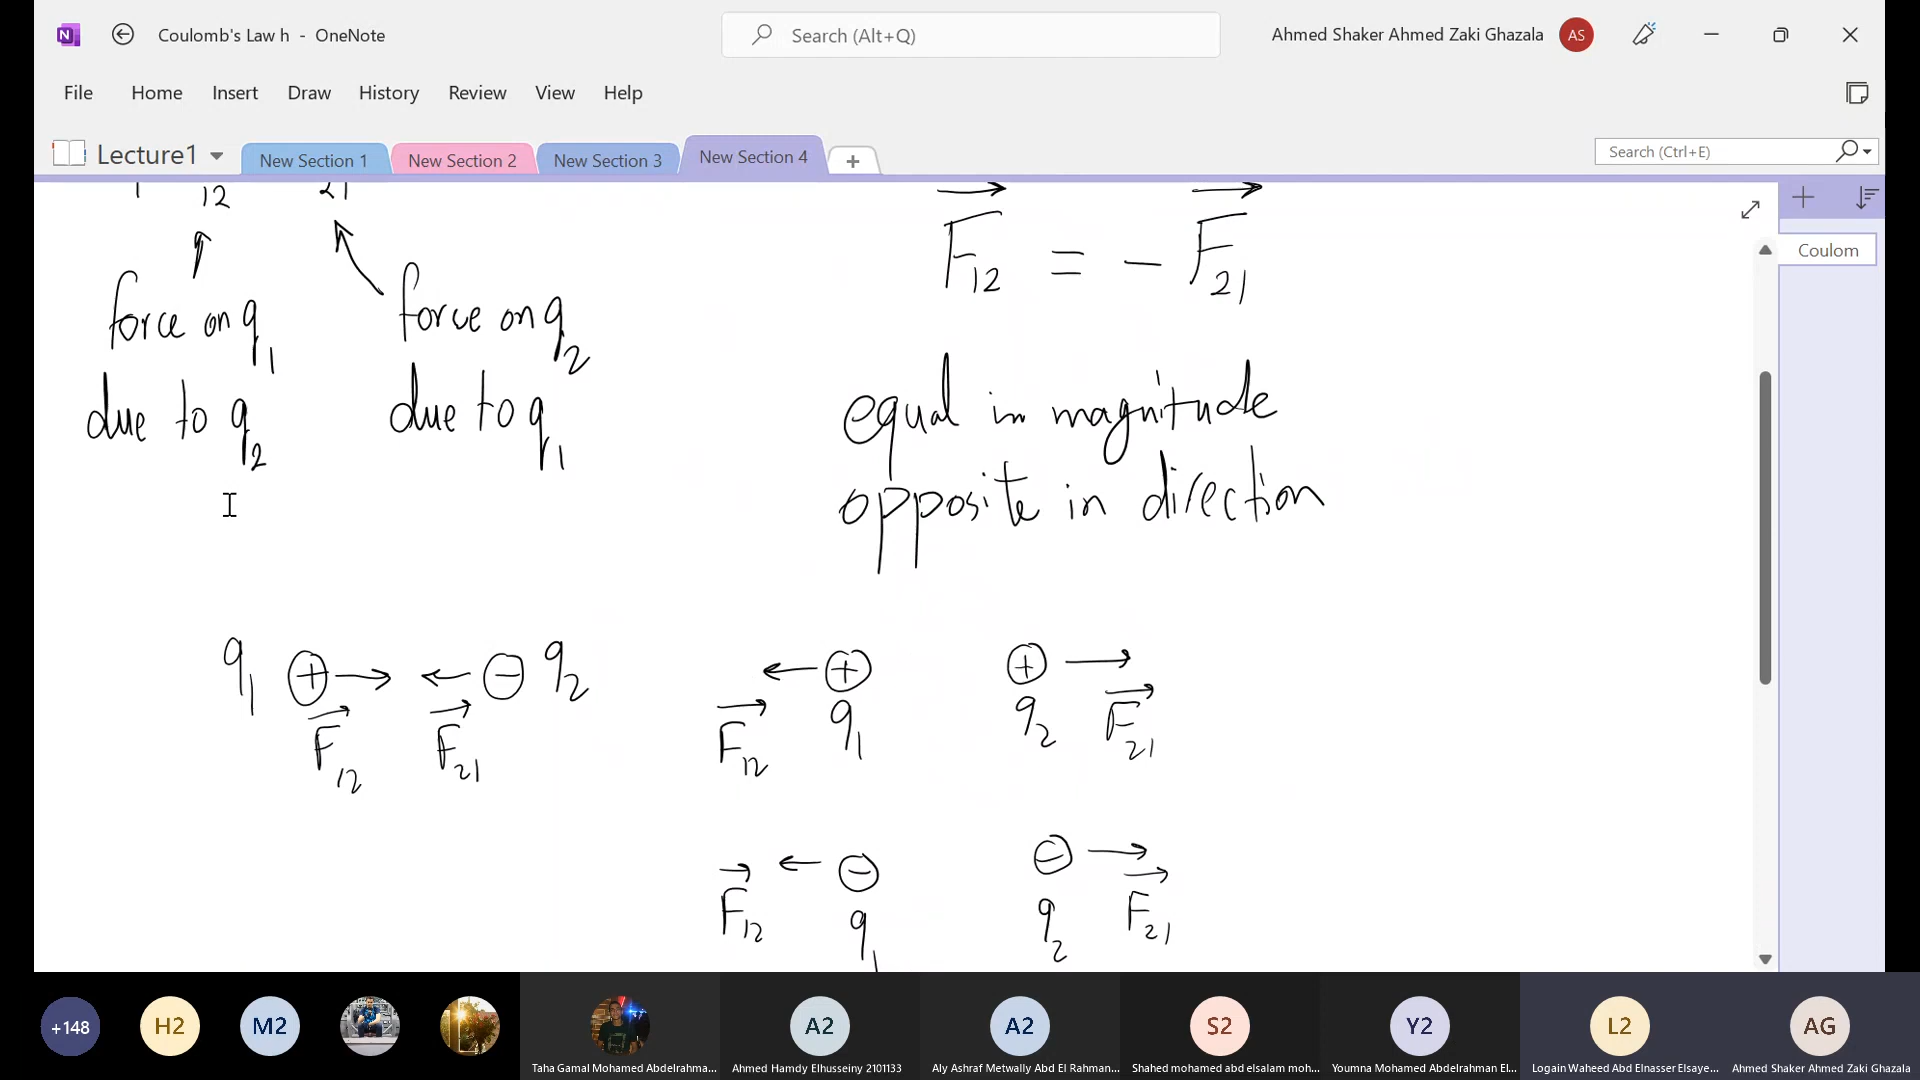 Coulomb's Law h - OneNote
Search (Alt+Q)
Ahmed Shaker Ahmed Zaki Ghazala
AS
File Home Insert Draw History Review View Help
Lecture1
New Section 1
New Section 2
New Section 3
New Section 4
Search (Ctrl+E)
Coulom
12 21
force on q1
due to q2
force on q2
due to q1
F12 = - F21
equal in magnitude
opposite in direction
q1 + - q2
F12 F21
+ +
F12 q1 q2 F21
- -
F12 q1 q2 F21
+148
H2
M2
A2
A2
S2
Y2
L2
AG
Taha Gamal Mohamed Abdelrahma...
Ahmed Hamdy Elhusseiny 2101133
Aly Ashraf Metwally Abd El Rahman...
Shahed mohamed abd elsalam moh...
Youmna Mohamed Abdelrahman El...
Logain Waheed Abd Elnasser Elsaye...
Ahmed Shaker Ahmed Zaki Ghazala